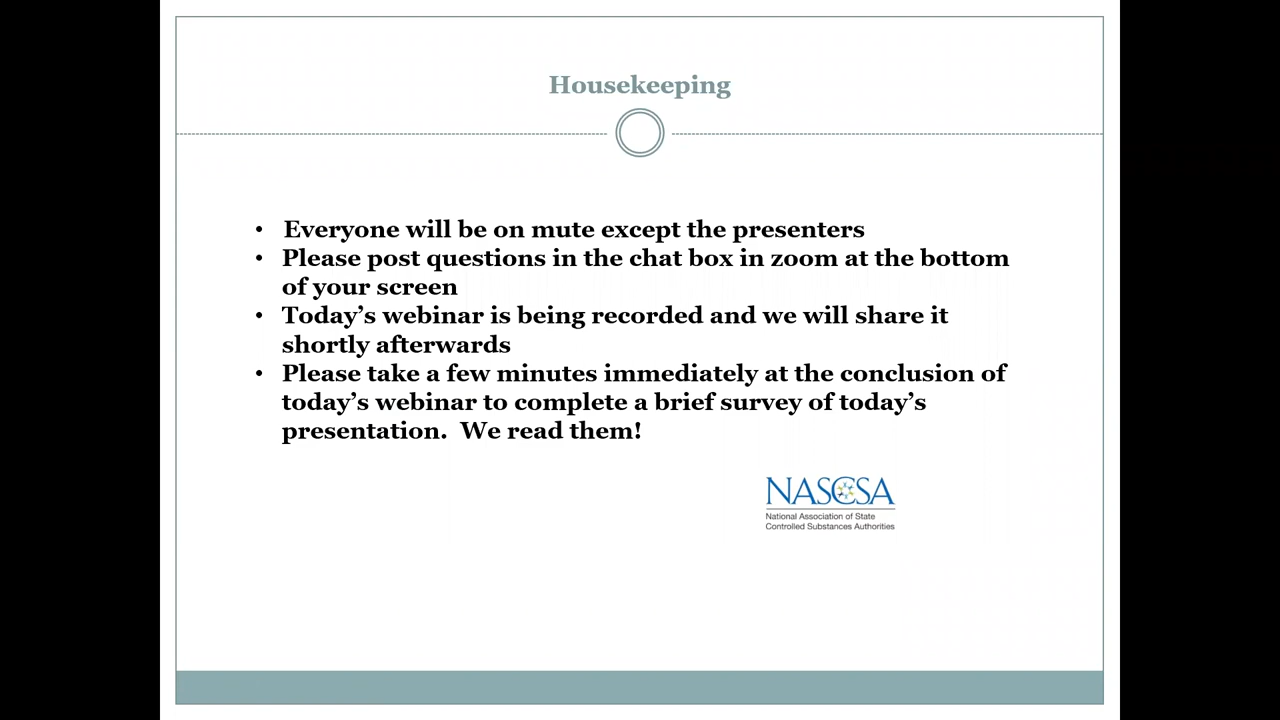 Housekeeping
• Everyone will be on mute except the presenters
• Please post questions in the chat box in zoom at the bottom
of your screen
• Today’s webinar is being recorded and we will share it
shortly afterwards
• Please take a few minutes immediately at the conclusion of
today’s webinar to complete a brief survey of today’s
presentation.  We read them!
NASCSA
National Association of State
Controlled Substances Authorities